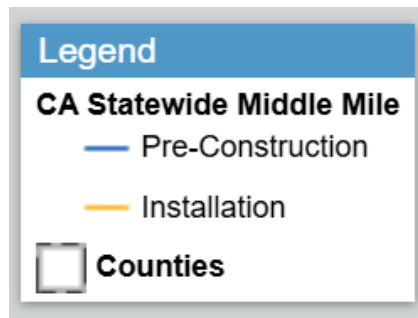 Legend
CA Statewide Middle Mile
Pre-Construction
Installation
Counties